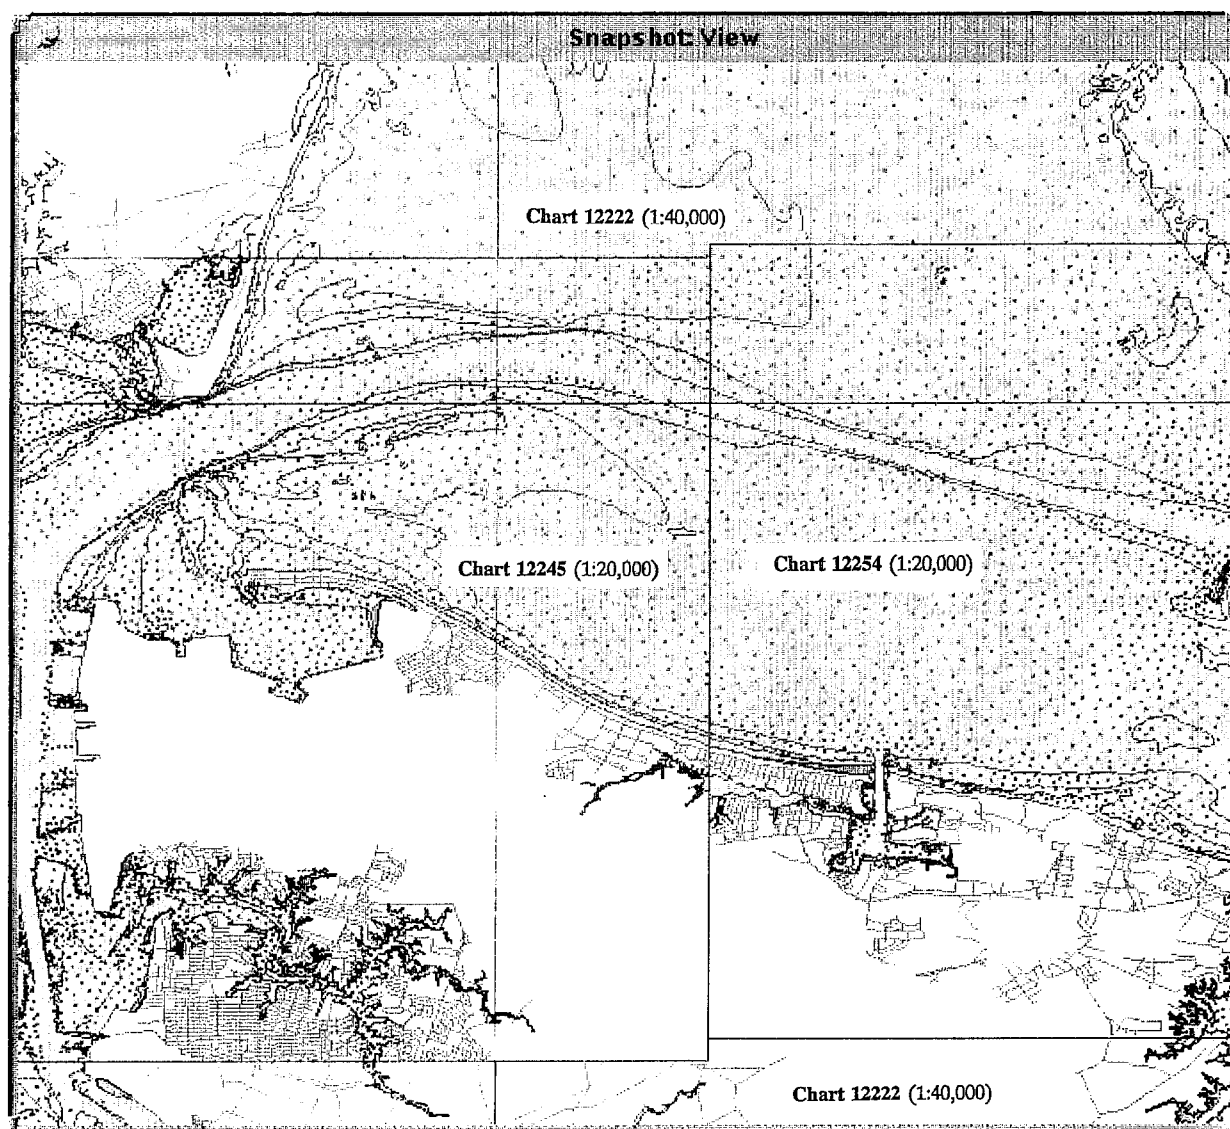 Snapshot: View
Chart 12222 (1:40,000)
Chart 12245 (1:20,000)
Chart 12254 (1:20,000)
Chart 12222 (1:40,000)